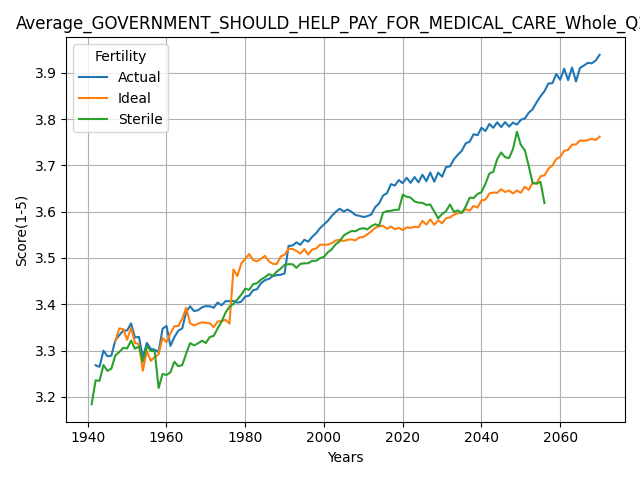 Average_GOVERNMENT_SHOULD_HELP_PAY_FOR_MEDICAL_CARE_Whole_Q
Fertility
Actual
Ideal
Sterile
Score(1-5)
3.9
3.8
3.7
3.6
3.5
3.4
3.3
3.2
1940 1960 1980 2000 2020 2040 2060
Years